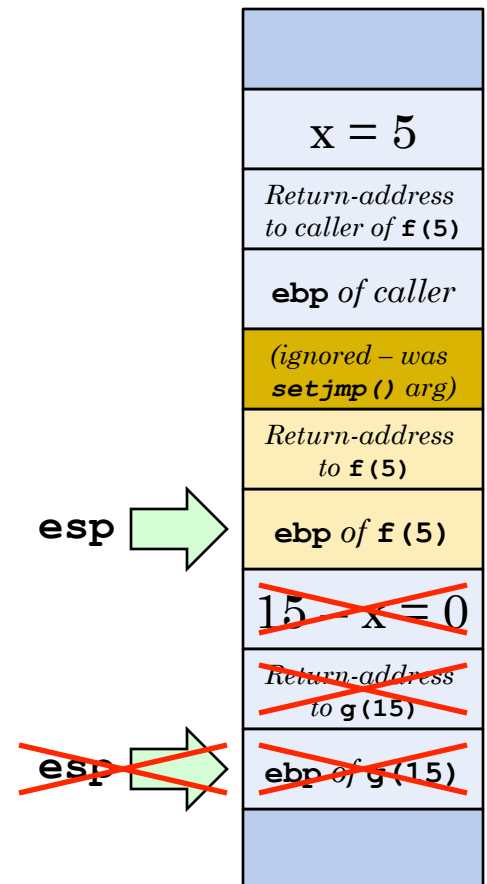 x = 5
Return-address
to caller of f(5)
ebp of caller
(ignored – was
setjmp() arg)
Return-address
to f(5)
esp
ebp of f(5)
15 – x = 0
Return-address
to g(15)
esp
ebp of g(15)